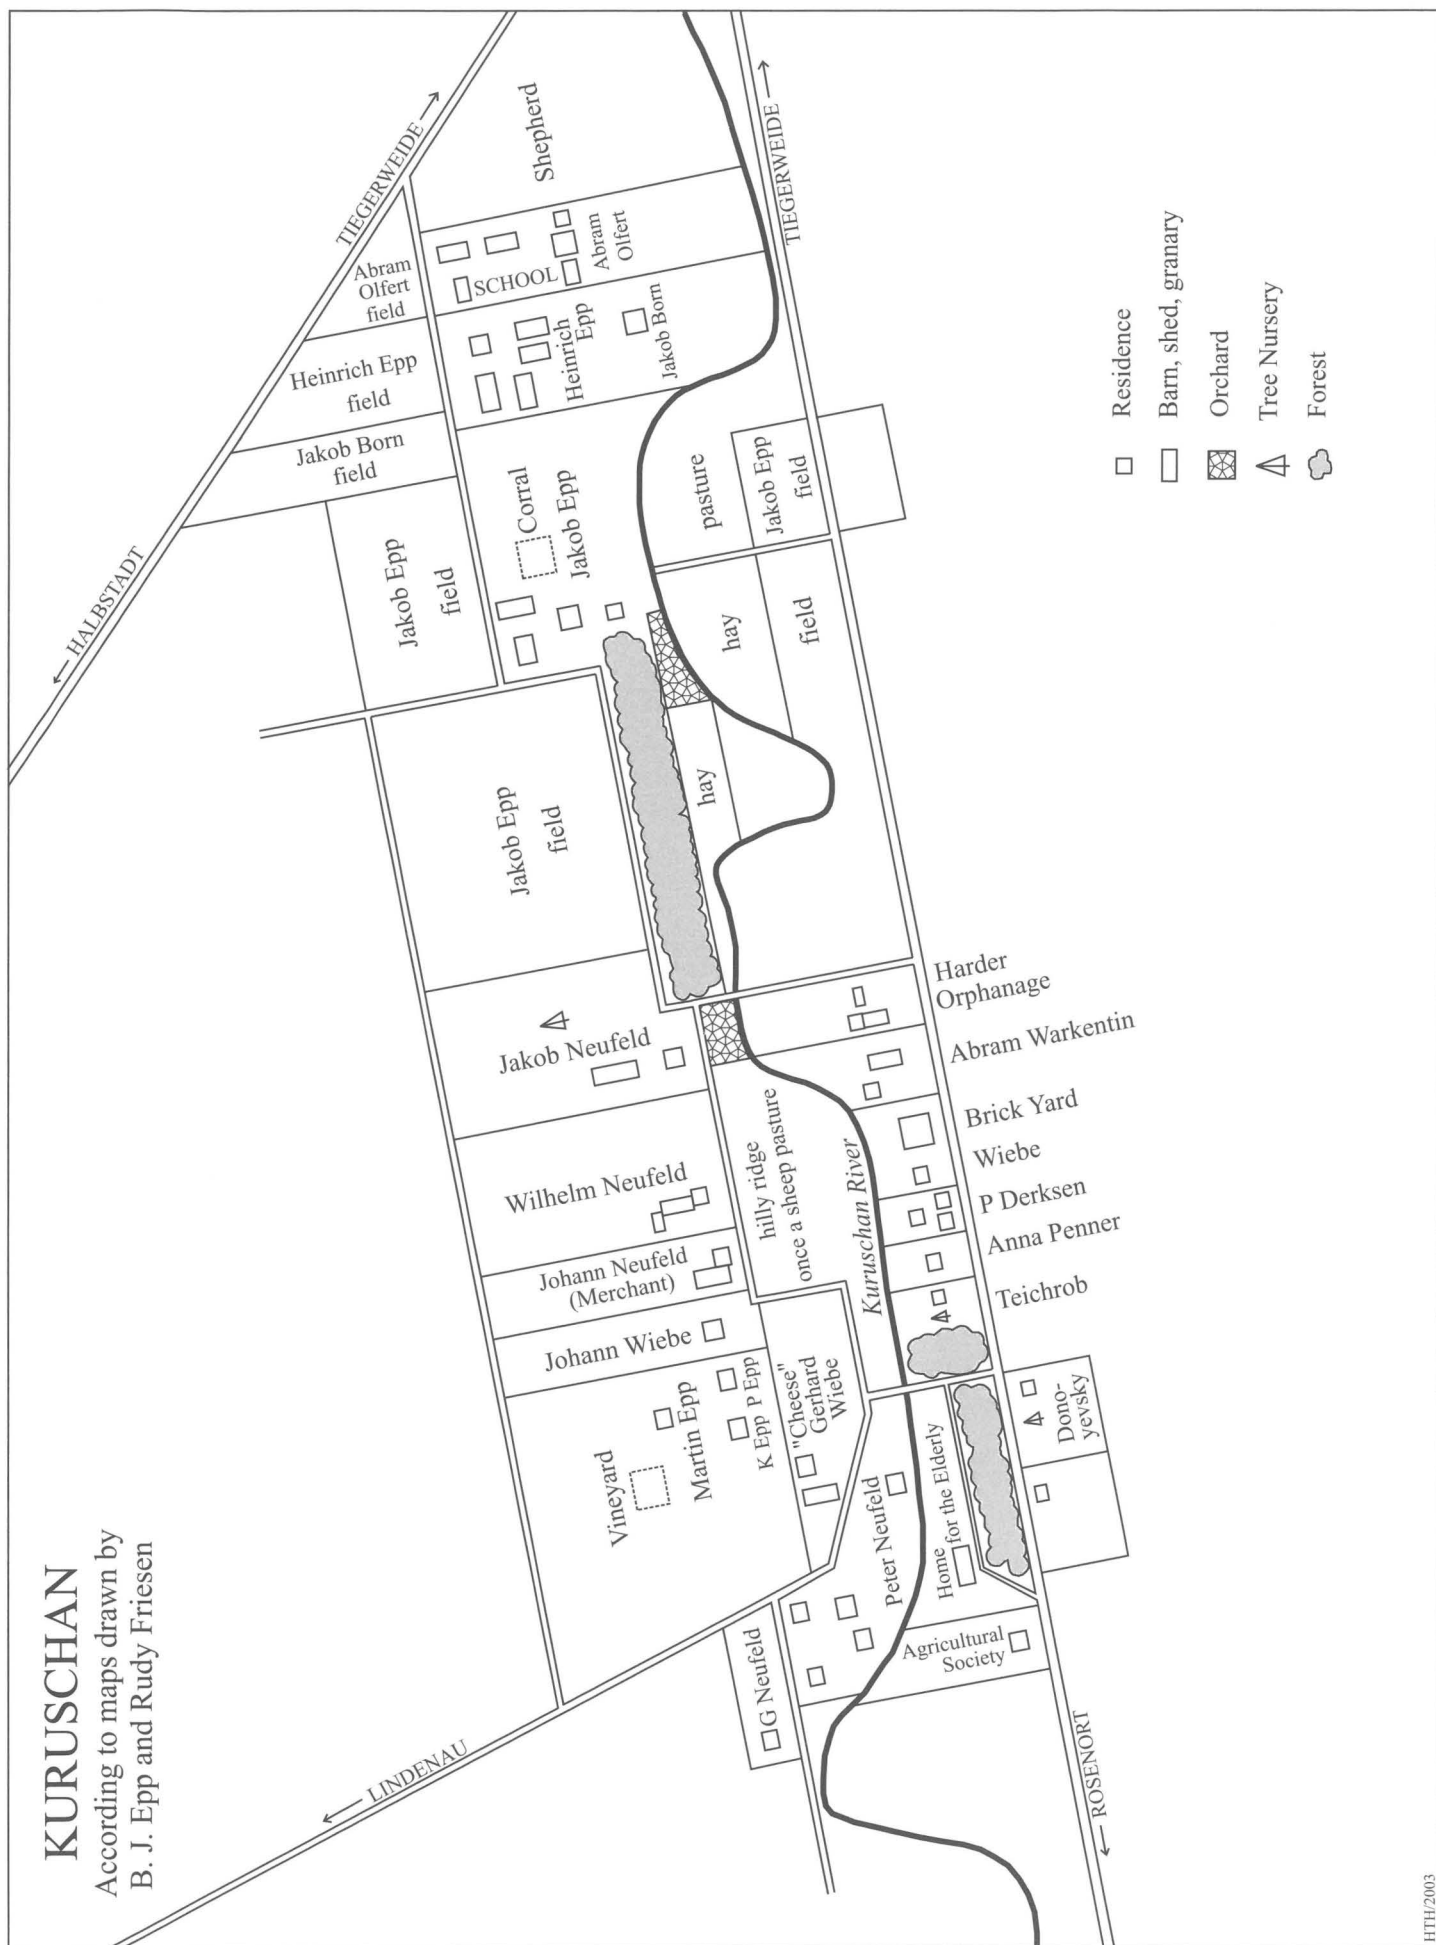 KURUSCHAN
According to maps drawn by
B. J. Epp and Rudy Friesen
← HALBSTADT
TIEGERWEIDE →
Shepherd
Abram
Olfert
field
SCHOOL
Abram
Olfert
Heinrich Epp
field
Heinrich
Epp
Jakob Born
Jakob Born
field
TIEGERWEIDE →
Jakob Epp
field
Corral
Jakob Epp
pasture
Jakob Epp
field
hay
field
Jakob Epp
field
hay
Jakob Neufeld
Wilhelm Neufeld
hilly ridge
once a sheep pasture
Johann Neufeld
(Merchant)
Johann Wiebe
Kuruschan River
Harder
Orphanage
Abram Warkentin
Brick Yard
Wiebe
P Derksen
Anna Penner
Teichrob
Vineyard
Martin Epp
K Epp P Epp
"Cheese"
Gerhard
Wiebe
Peter Neufeld
Home
for the Elderly
Dono-
yevsky
G Neufeld
Agricultural
Society
← LINDENAU
← ROSENORT
Residence
Barn, shed, granary
Orchard
Tree Nursery
Forest
HTH/2003